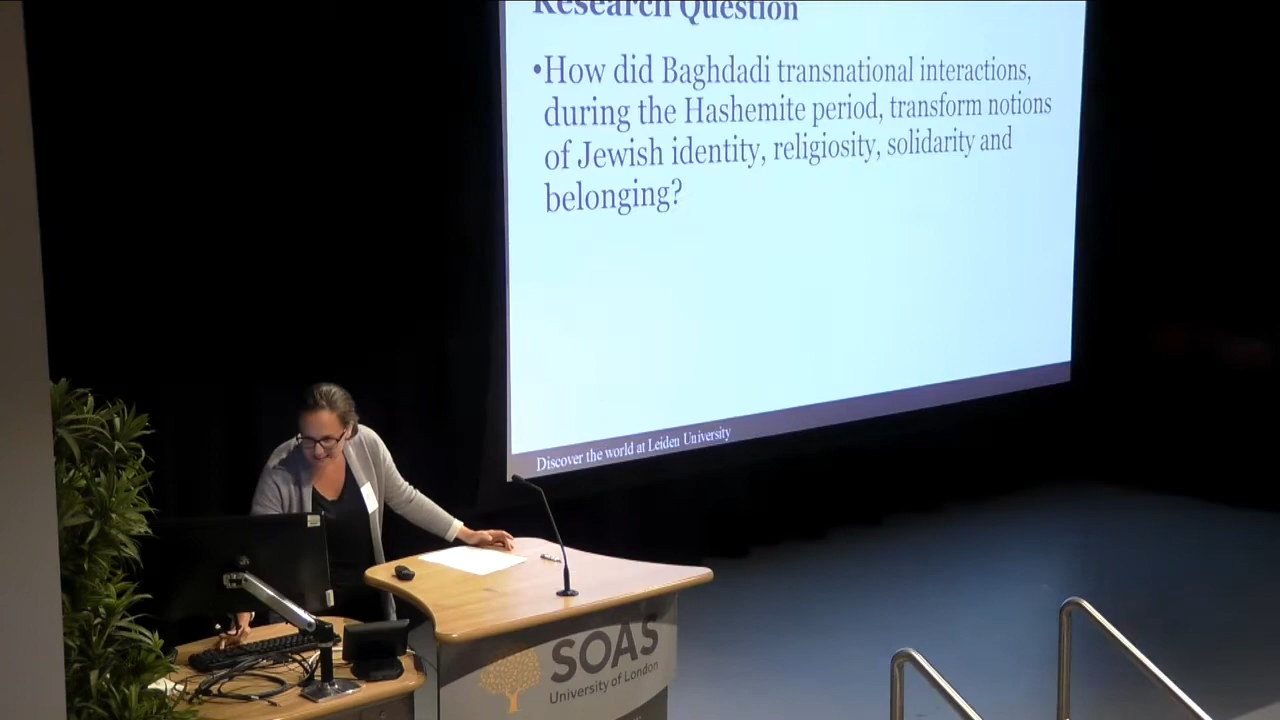 Research Question
•How did Baghdadi transnational interactions,
during the Hashemite period, transform notions
of Jewish identity, religiosity, solidarity and
belonging?
Discover the world at Leiden University
SOAS
University of London